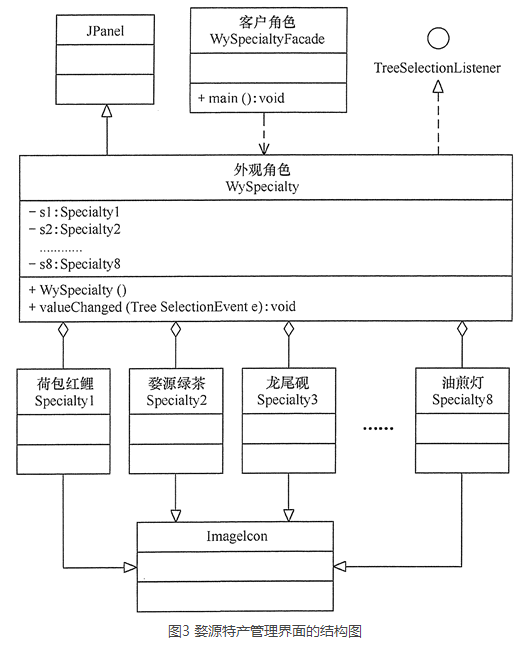 JPanel
客户角色
WySpecialtyFacade
+ main ( ) : void
TreeSelectionListener
外观角色
WySpecialty
− s1 : Specialty1
− s2 : Specialty2
…………
− s8 : Specialty8
+ WySpecialty ( )
+ valueChanged (Tree SelectionEvent e) : void
荷包红鲤
Specialty1
婺源绿茶
Specialty2
龙尾砚
Specialty3
……
油煎灯
Specialty8
ImageIcon
图3 婺源特产管理界面的结构图